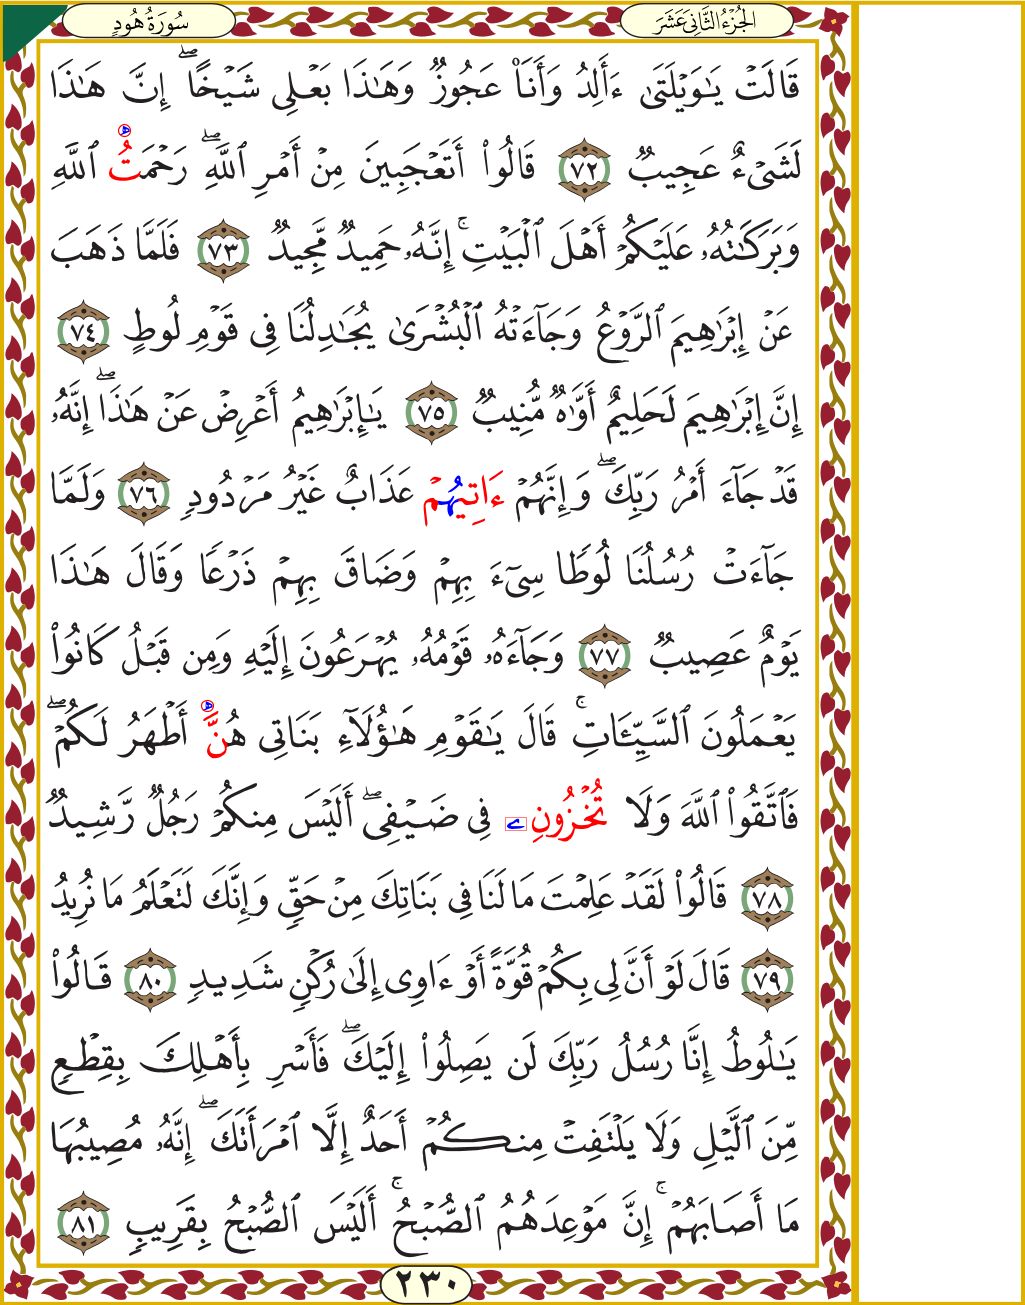 الجُزْءُ الثَّانِيَ عَشَرَ
سُورَةُ هُودٍ
قَالَتْ يَٰوَيْلَتَىٰ ءَأَلِدُ وَأَنَا۠ عَجُوزٌ وَهَٰذَا بَعْلِى شَيْخًاۖ إِنَّ هَٰذَا
لَشَىْءٌ عَجِيبٌ ٧٢ قَالُوا۟ أَتَعْجَبِينَ مِنْ أَمْرِ ٱللَّهِۖ رَحْمَتُ ٱللَّهِ
وَبَرَكَٰتُهُۥ عَلَيْكُمْ أَهْلَ ٱلْبَيْتِۚ إِنَّهُۥ حَمِيدٌ مَّجِيدٌ ٧٣ فَلَمَّا ذَهَبَ
عَنْ إِبْرَٰهِيمَ ٱلرَّوْعُ وَجَآءَتْهُ ٱلْبُشْرَىٰ يُجَٰدِلُنَا فِى قَوْمِ لُوطٍ ٧٤
إِنَّ إِبْرَٰهِيمَ لَحَلِيمٌ أَوَّٰهٌ مُّنِيبٌ ٧٥ يَٰٓإِبْرَٰهِيمُ أَعْرِضْ عَنْ هَٰذَاۖ إِنَّهُۥ
قَدْ جَآءَ أَمْرُ رَبِّكَۖ وَإِنَّهُمْ ءَاتِيهُمْ عَذَابٌ غَيْرُ مَرْدُودٍ ٧٦ وَلَمَّا
جَآءَتْ رُسُلُنَا لُوطًا سِىٓءَ بِهِمْ وَضَاقَ بِهِمْ ذَرْعًا وَقَالَ هَٰذَا
يَوْمٌ عَصِيبٌ ٧٧ وَجَآءَهُۥ قَوْمُهُۥ يُهْرَعُونَ إِلَيْهِ وَمِن قَبْلُ كَانُوا۟
يَعْمَلُونَ ٱلسَّيِّـَٔاتِۚ قَالَ يَٰقَوْمِ هَٰٓؤُلَآءِ بَنَاتِى هُنَّ أَطْهَرُ لَكُمْۖ
فَٱتَّقُوا۟ ٱللَّهَ وَلَا تُخْزُونِۦ فِى ضَيْفِىٓۖ أَلَيْسَ مِنكُمْ رَجُلٌ رَّشِيدٌ
٧٨ قَالُوا۟ لَقَدْ عَلِمْتَ مَا لَنَا فِى بَنَاتِكَ مِنْ حَقٍّ وَإِنَّكَ لَتَعْلَمُ مَا نُرِيدُ
٧٩ قَالَ لَوْ أَنَّ لِى بِكُمْ قُوَّةً أَوْ ءَاوِى إِلَىٰ رُكْنٍ شَدِيدٍ ٨٠ قَالُوا۟
يَٰلُوطُ إِنَّا رُسُلُ رَبِّكَ لَن يَصِلُوٓا۟ إِلَيْكَۖ فَأَسْرِ بِأَهْلِكَ بِقِطْعٍ
مِّنَ ٱلَّيْلِ وَلَا يَلْتَفِتْ مِنكُمْ أَحَدٌ إِلَّا ٱمْرَأَتَكَۖ إِنَّهُۥ مُصِيبُهَا
مَا أَصَابَهُمْۚ إِنَّ مَوْعِدَهُمُ ٱلصُّبْحُۚ أَلَيْسَ ٱلصُّبْحُ بِقَرِيبٍ ٨١
٢٣٠